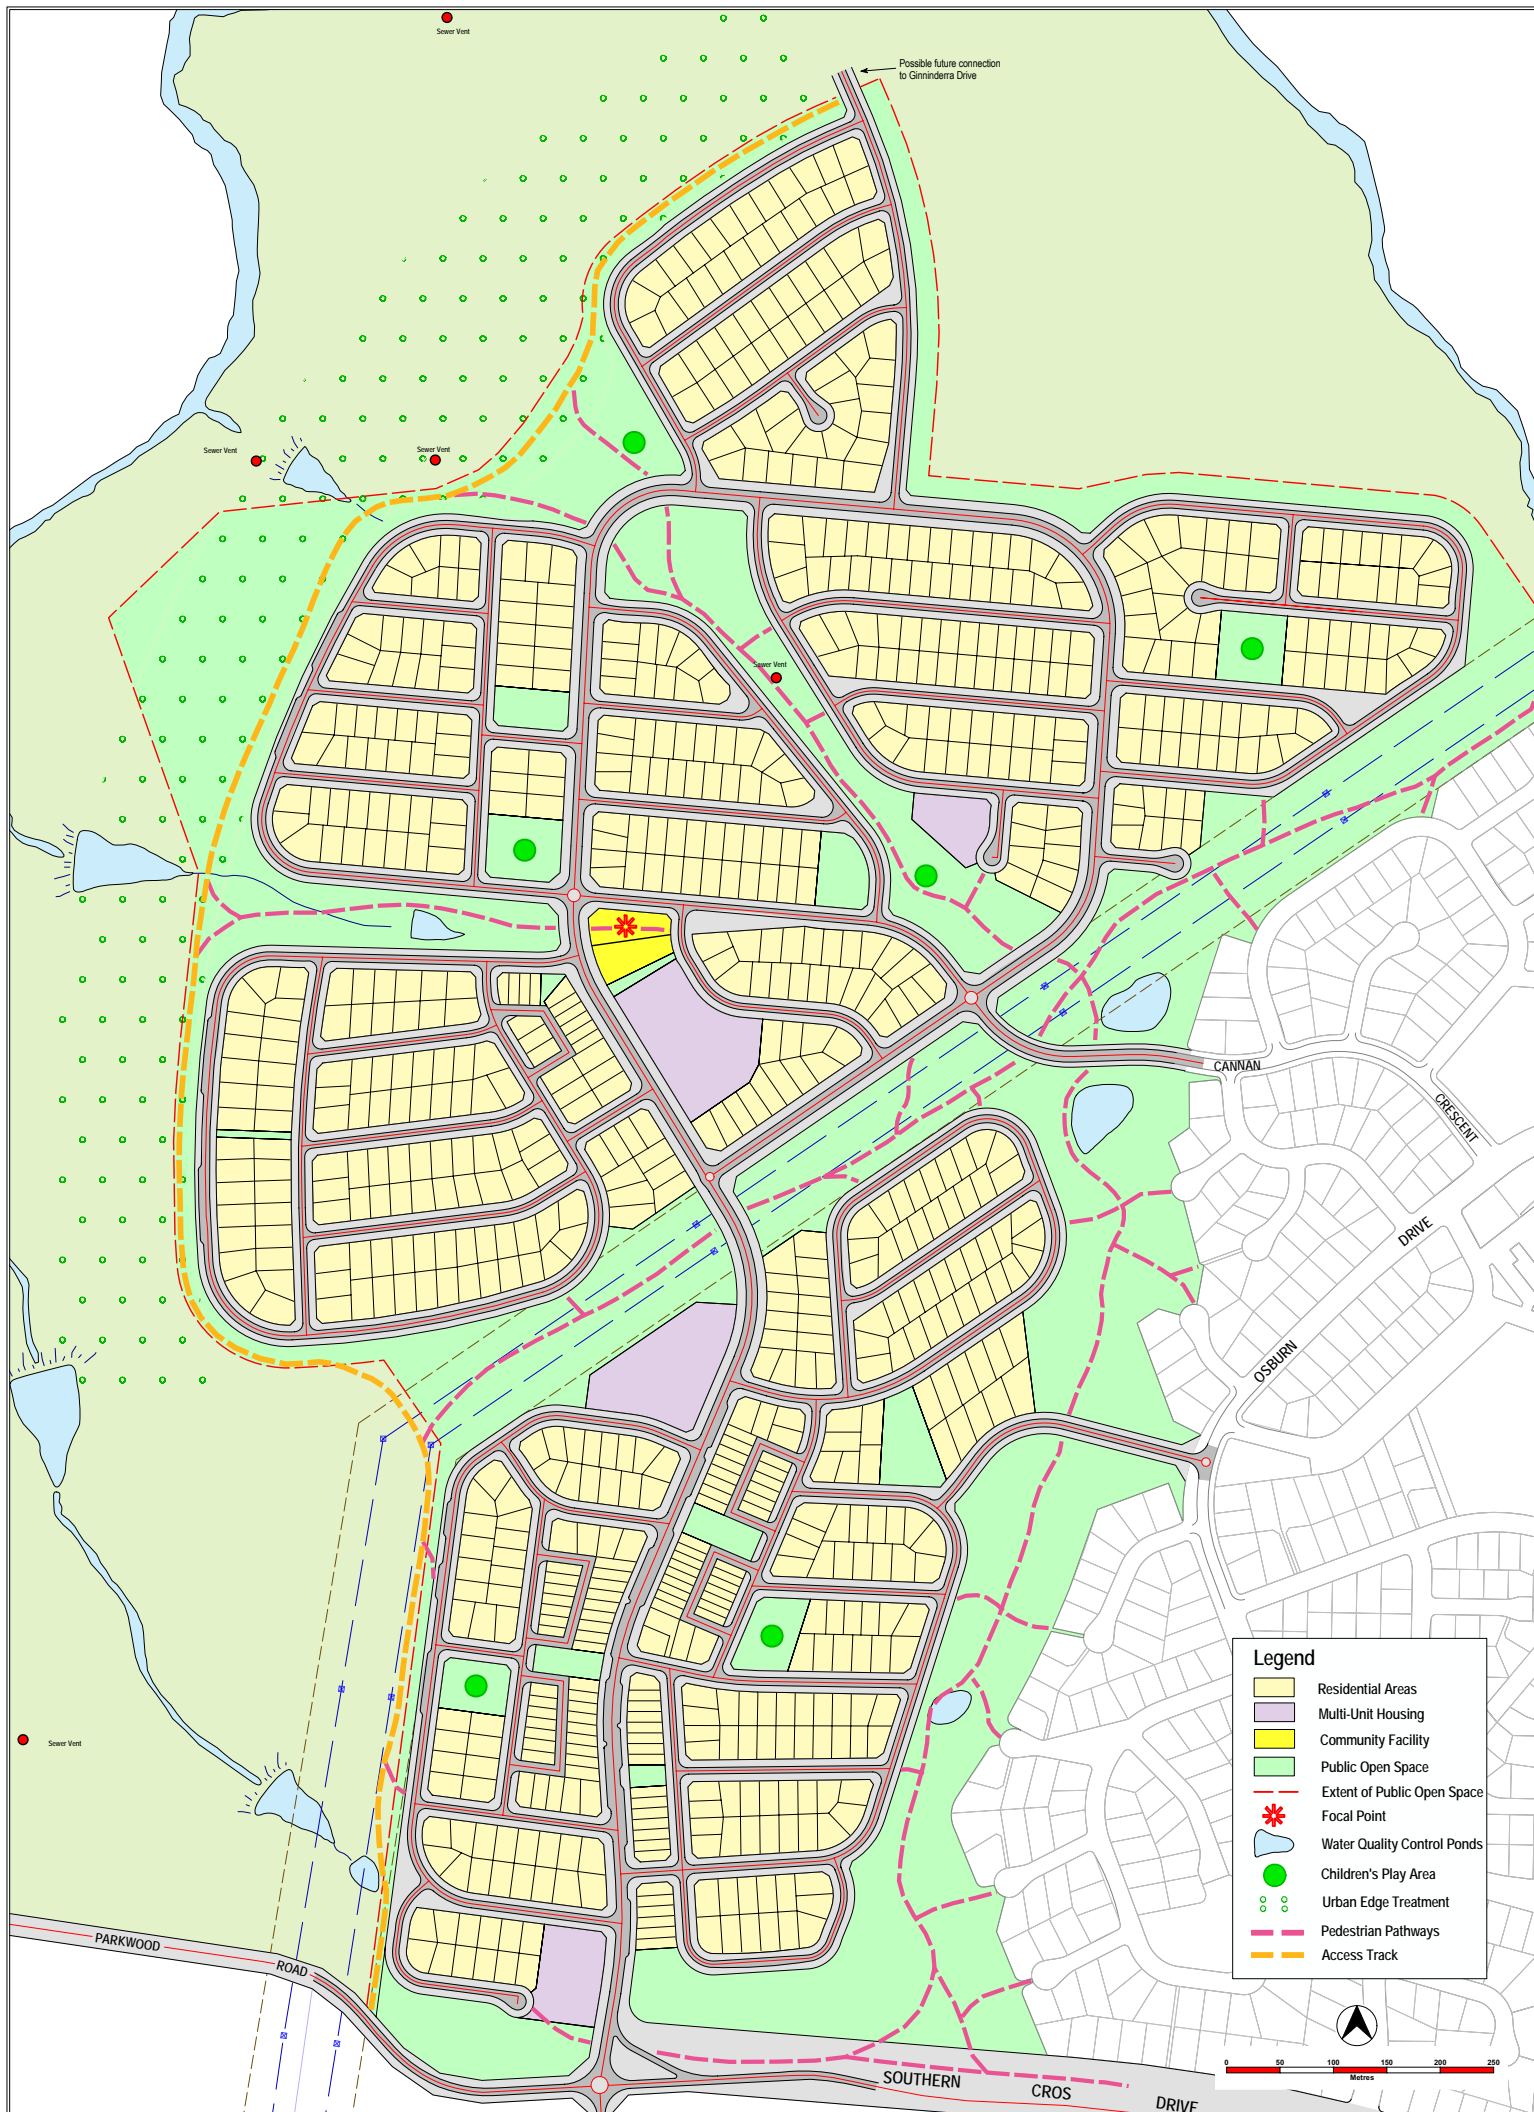 Sewer Vent
Possible future connection
to Ginninderra Drive
Sewer Vent
Sewer Vent
Sewer Vent
CANNAN
CRESCENT
DRIVE
OSBURN
Sewer Vent
PARKWOOD
ROAD
SOUTHERN
CROS
DRIVE
Legend
Residential Areas
Multi-Unit Housing
Community Facility
Public Open Space
Extent of Public Open Space
Focal Point
Water Quality Control Ponds
Children's Play Area
Urban Edge Treatment
Pedestrian Pathways
Access Track
0 50 100 150 200 250
Metres